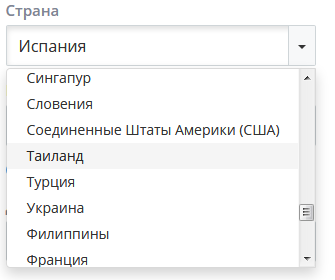 Страна
Испания
Сингапур
Словения
Соединенные Штаты Америки (США)
Таиланд
Турция
Украина
Филиппины
Франция